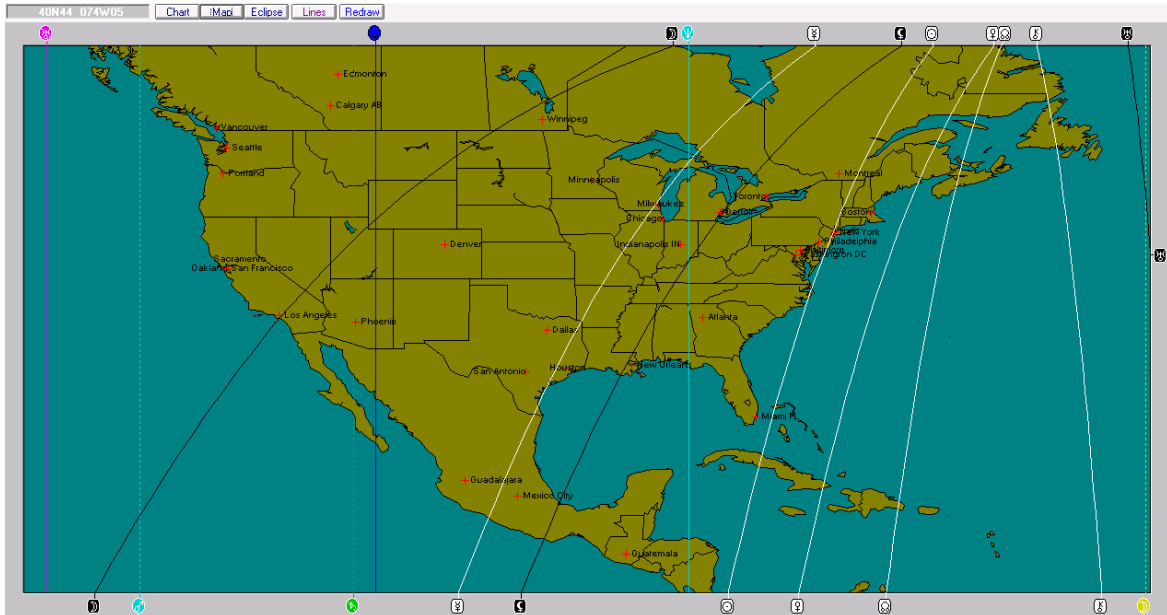 40N44 074W05
Chart
!Map!
Eclipse
Lines
Redraw
Edmonton
Calgary AB
Winnipeg
Vancouver
Seattle
Portland
Minneapolis
Montreal
Toronto
Milwaukee
Chicago
Detroit
Boston
New York
Philadelphia
Baltimore
Washington DC
Indianapolis IN
Denver
Sacramento
Oakland
San Francisco
Los Angeles
Phoenix
Dallas
Atlanta
San Antonio
Houston
New Orleans
Miami FL
Guadalajara
Mexico City
Guatemala